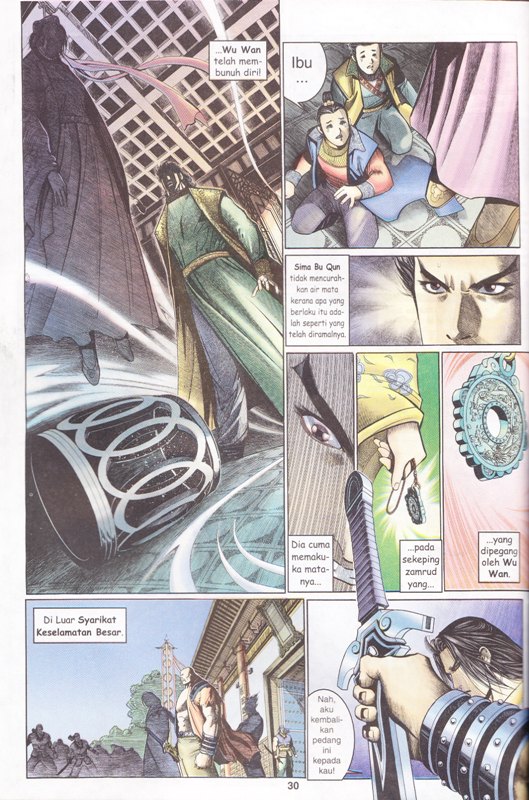 ...Wu Wan
telah mem-
bunuh diri!
Ibu
...
Sima Bu Qun
tidak mencurah-
kan air mata
kerana apa yang
berlaku itu ada-
lah seperti yang
telah diramalnya.
Dia cuma
memaku-
ka mata-
nya...
...pada
sekeping
zamrud
yang...
...yang
dipegang
oleh Wu
Wan.
Di Luar Syarikat
Keselamatan Besar.
Nah,
aku
kembali-
kan
pedang
ini
kepada
kau!
30